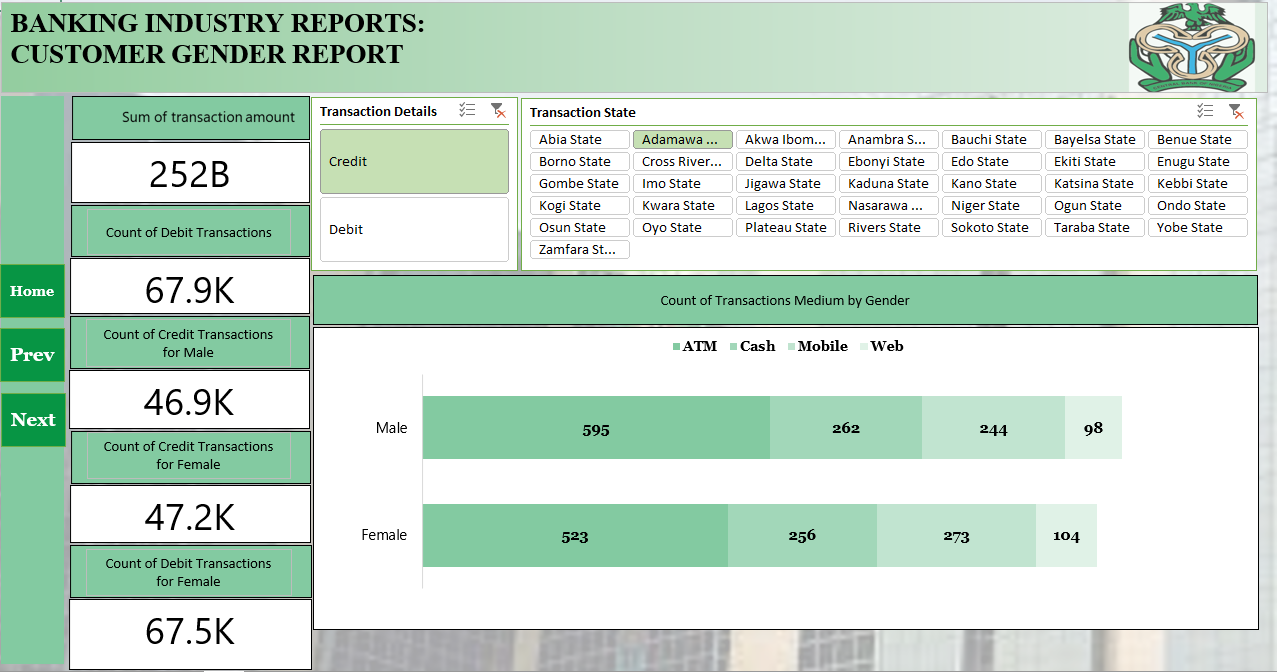 BANKING INDUSTRY REPORTS:
CUSTOMER GENDER REPORT
Home
Prev
Next
Sum of transaction amount
252B
Count of Debit Transactions
67.9K
Count of Credit Transactions
for Male
46.9K
Count of Credit Transactions
for Female
47.2K
Count of Debit Transactions
for Female
67.5K
Transaction Details
Credit
Debit
Transaction State
Abia State Adamawa ... Akwa Ibom... Anambra S... Bauchi State Bayelsa State Benue State
Borno State Cross River... Delta State Ebonyi State Edo State Ekiti State Enugu State
Gombe State Imo State Jigawa State Kaduna State Kano State Katsina State Kebbi State
Kogi State Kwara State Lagos State Nasarawa ... Niger State Ogun State Ondo State
Osun State Oyo State Plateau State Rivers State Sokoto State Taraba State Yobe State
Zamfara St...
Count of Transactions Medium by Gender
ATM Cash Mobile Web
Male 595 262 244 98
Female 523 256 273 104